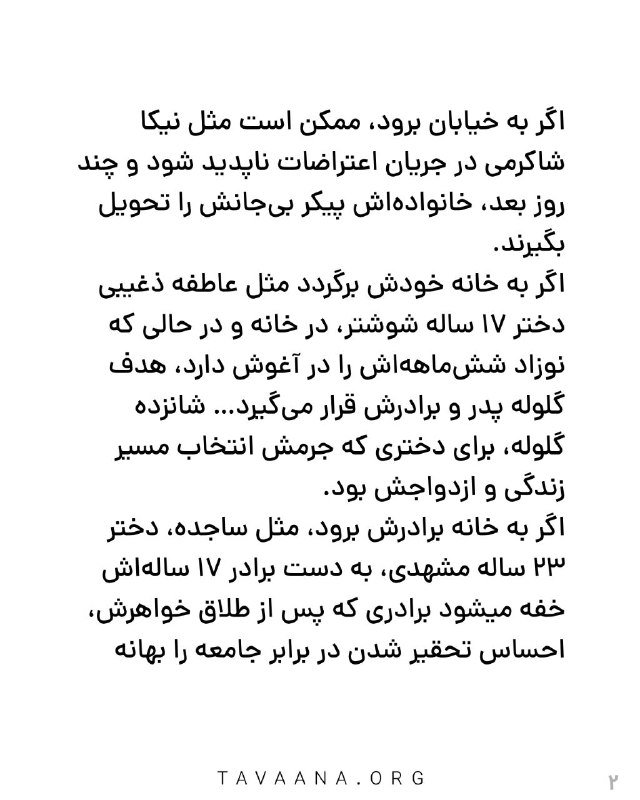 اگر به خیابان برود، ممکن است مثل نیکا
شاکرمی در جریان اعتراضات ناپدید شود و چند
روز بعد، خانواده‌اش پیکر بی‌جانش را تحویل
بگیرند.
اگر به خانه خودش برگردد مثل عاطفه ذغیبی
دختر ۱۷ ساله شوشتر، در خانه و در حالی که
نوزاد شش‌ماهه‌اش را در آغوش دارد، هدف
گلوله پدر و برادرش قرار می‌گیرد... شانزده
گلوله، برای دختری که جرمش انتخاب مسیر
زندگی و ازدواجش بود.
اگر به خانه برادرش برود، مثل ساجده، دختر
۲۳ ساله مشهدی، به دست برادر ۱۷ ساله‌اش
خفه میشود برادری که پس از طلاق خواهرش،
احساس تحقیر شدن در برابر جامعه را بهانه
TAVAANA.ORG
۲